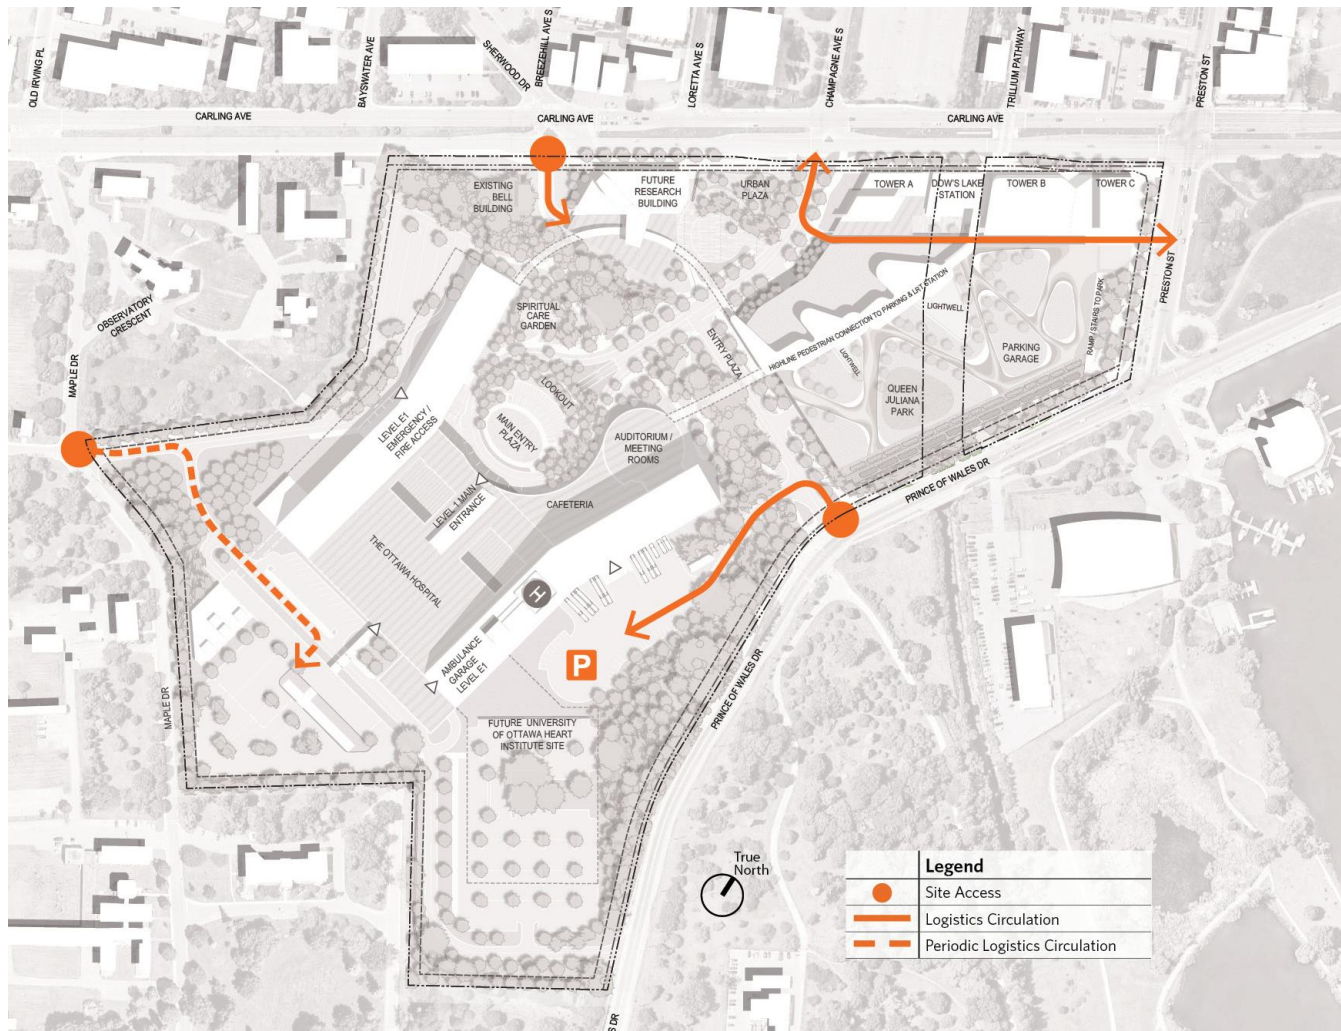 OLD IRVING PL
BAYSWATER AVE
SHERWOOD DR
BREEZEHILL AVE S
LORETTA AVE S
CHAMPAGNE AVE S
TRILLIUM PATHWAY
PRESTON ST
CARLING AVE
CARLING AVE
CARLING AVE
EXISTING
BELL
BUILDING
FUTURE
RESEARCH
BUILDING
URBAN
PLAZA
TOWER A
DOW'S LAKE
STATION
TOWER B
TOWER C
PRESTON ST
OBSERVATORY
CRESCENT
MAPLE DR
SPIRITUAL
CARE
GARDEN
LOOKOUT
MAIN ENTRY
PLAZA
ENTRY PLAZA
HIGHLINE PEDESTRIAN CONNECTION TO PARKING & LRT STATION
LIGHTWELL
LIGHTWELL
PARKING
GARAGE
RAMP / STAIRS TO PARK
QUEEN
JULIANA
PARK
LEVEL E1
EMERGENCY /
FIRE ACCESS
AUDITORIUM /
MEETING
ROOMS
LEVEL 1 MAIN
ENTRANCE
CAFETERIA
PRINCE OF WALES DR
THE OTTAWA HOSPITAL
H
AMBULANCE
GARAGE
LEVEL E1
P
MAPLE DR
PRINCE OF WALES DR
FUTURE UNIVERSITY
OF OTTAWA HEART
INSTITUTE SITE
True
North
Legend
Site Access
Logistics Circulation
Periodic Logistics Circulation
S DR